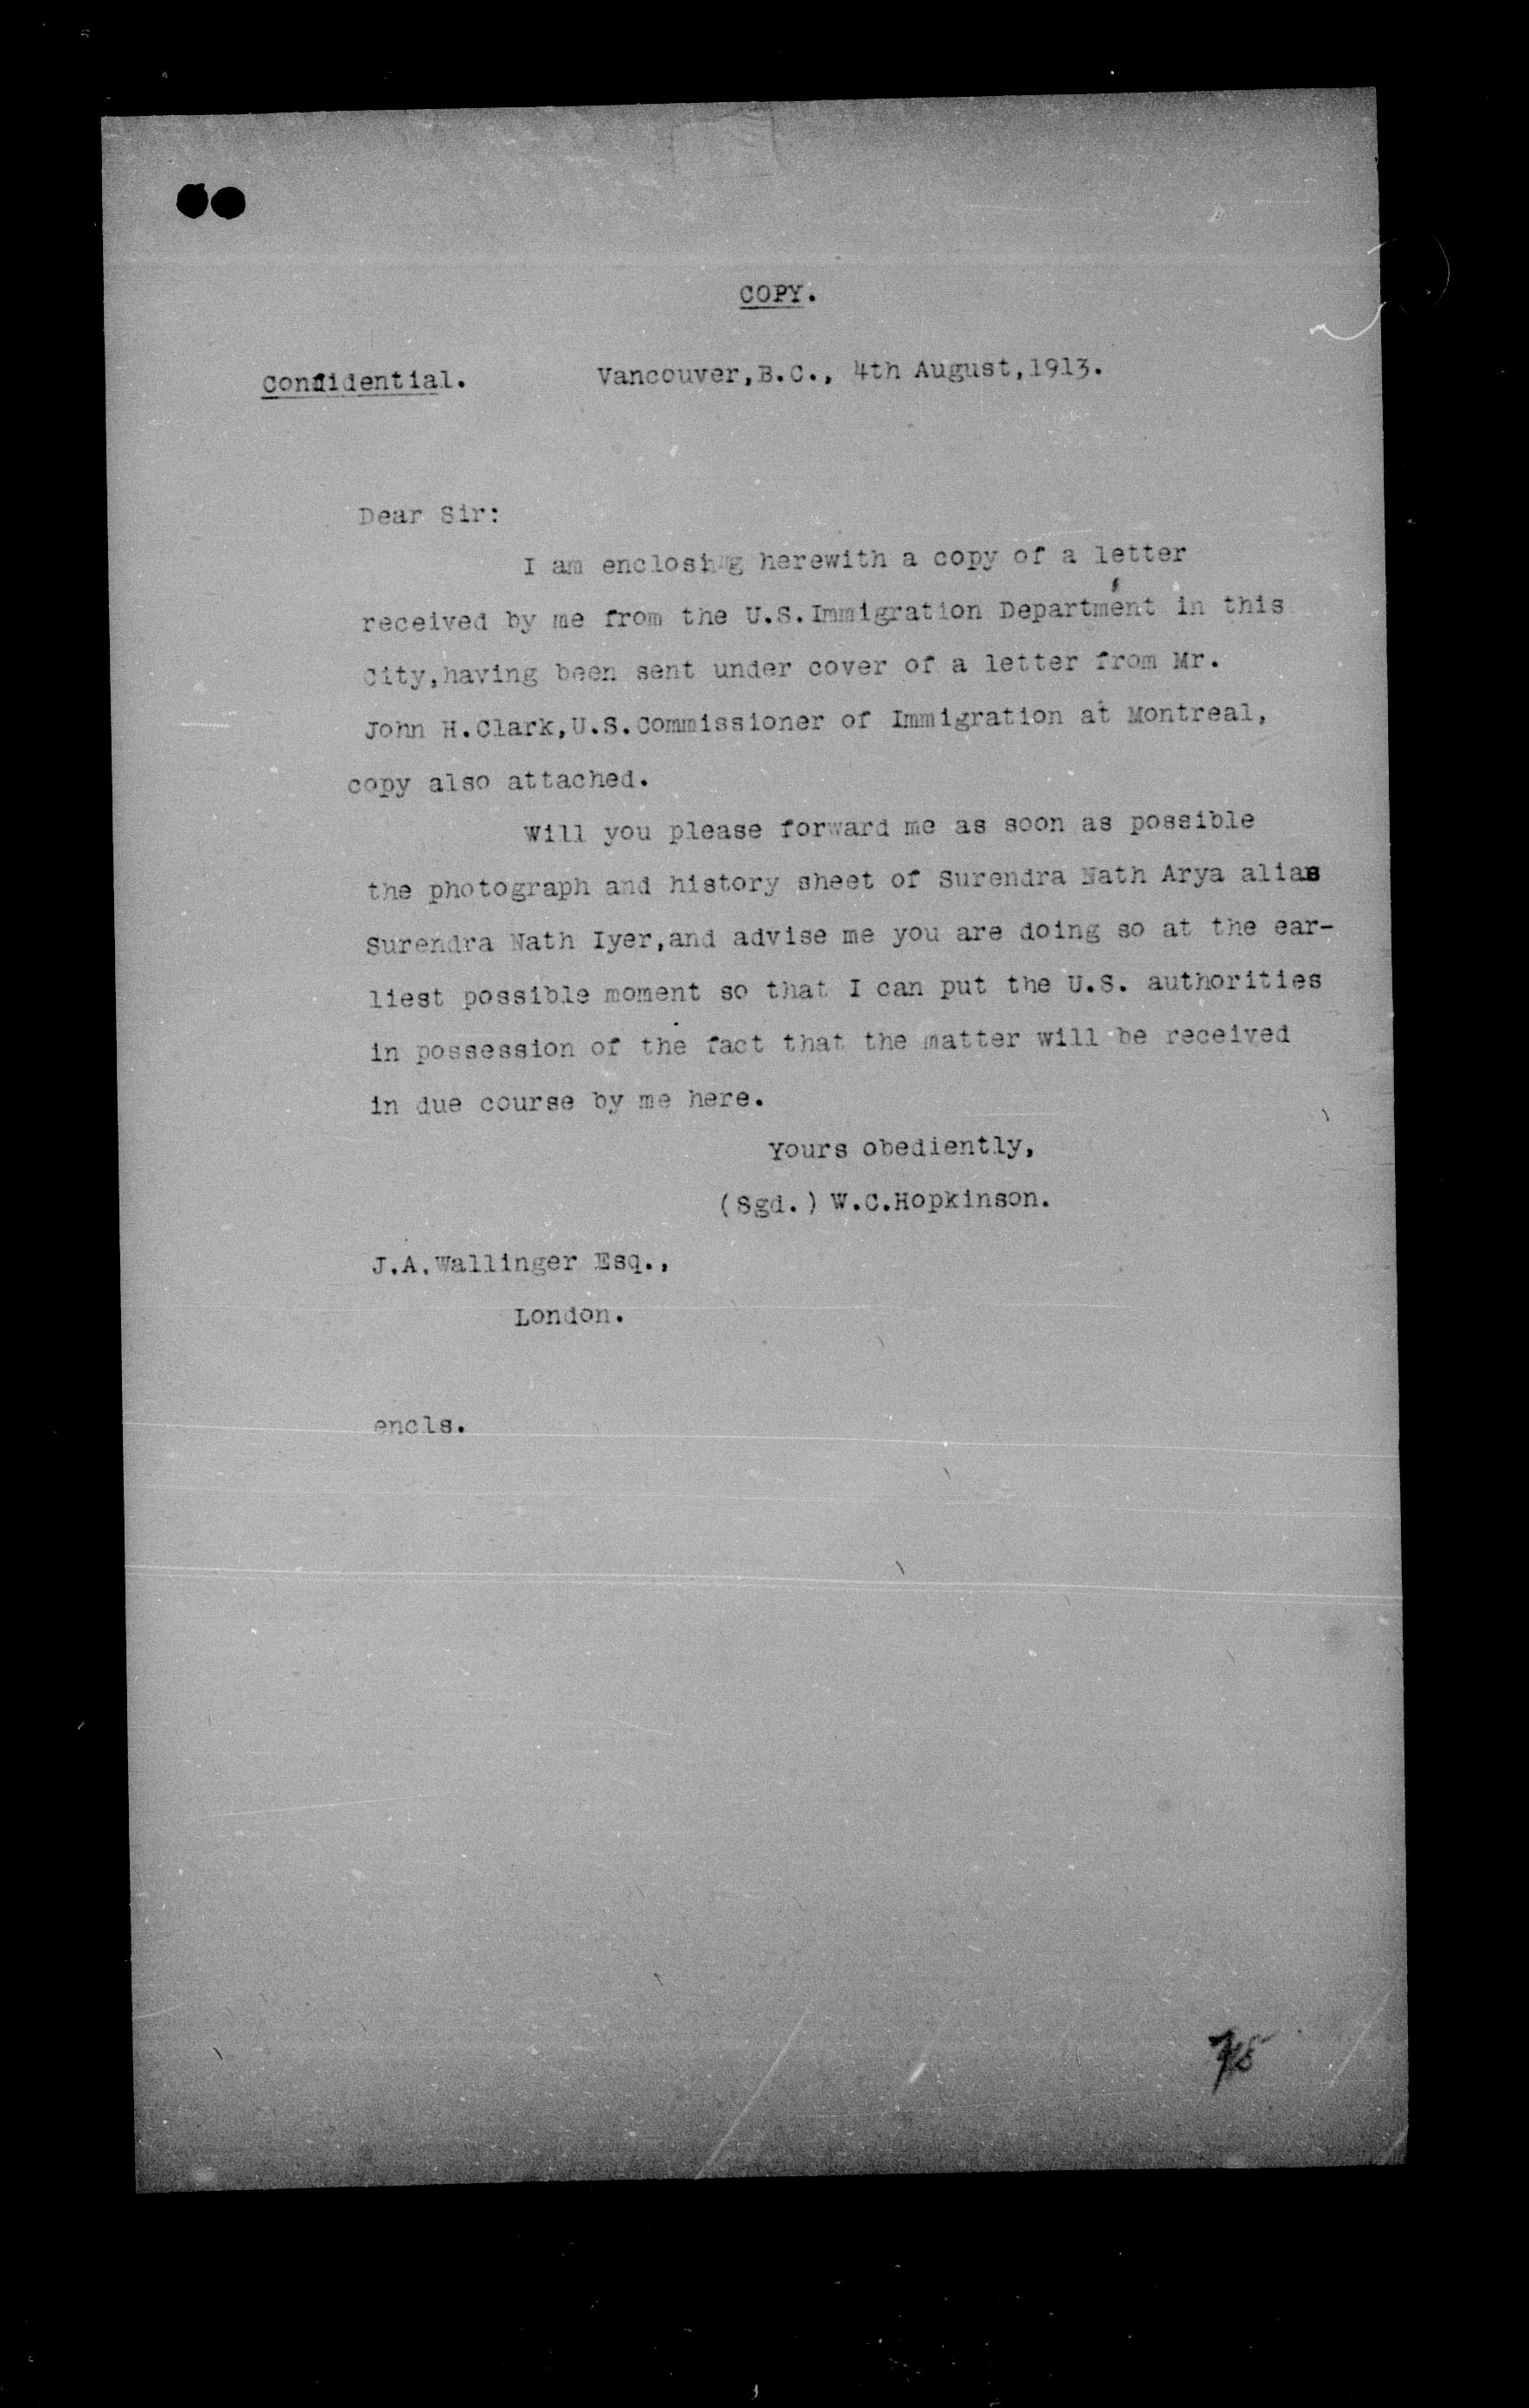 COPY.
Confidential.
Vancouver,B.C., 4th August,1913.
Dear Sir:
I am enclosing herewith a copy of a letter
received by me from the U.S.Immigration Department in this
City,having been sent under cover of a letter from Mr.
John H.Clark,U.S.Commissioner of Immigration at Montreal,
copy also attached.
Will you please forward me as soon as possible
the photograph and history sheet of Surendra Nath Arya alias
Surendra Nath Iyer,and advise me you are doing so at the ear-
liest possible moment so that I can put the U.S. authorities
in possession of the fact that the matter will be received
in due course by me here.
Yours obediently,
(Sgd.) W.C.Hopkinson.
J.A.Wallinger Esq.,
London.
encls.